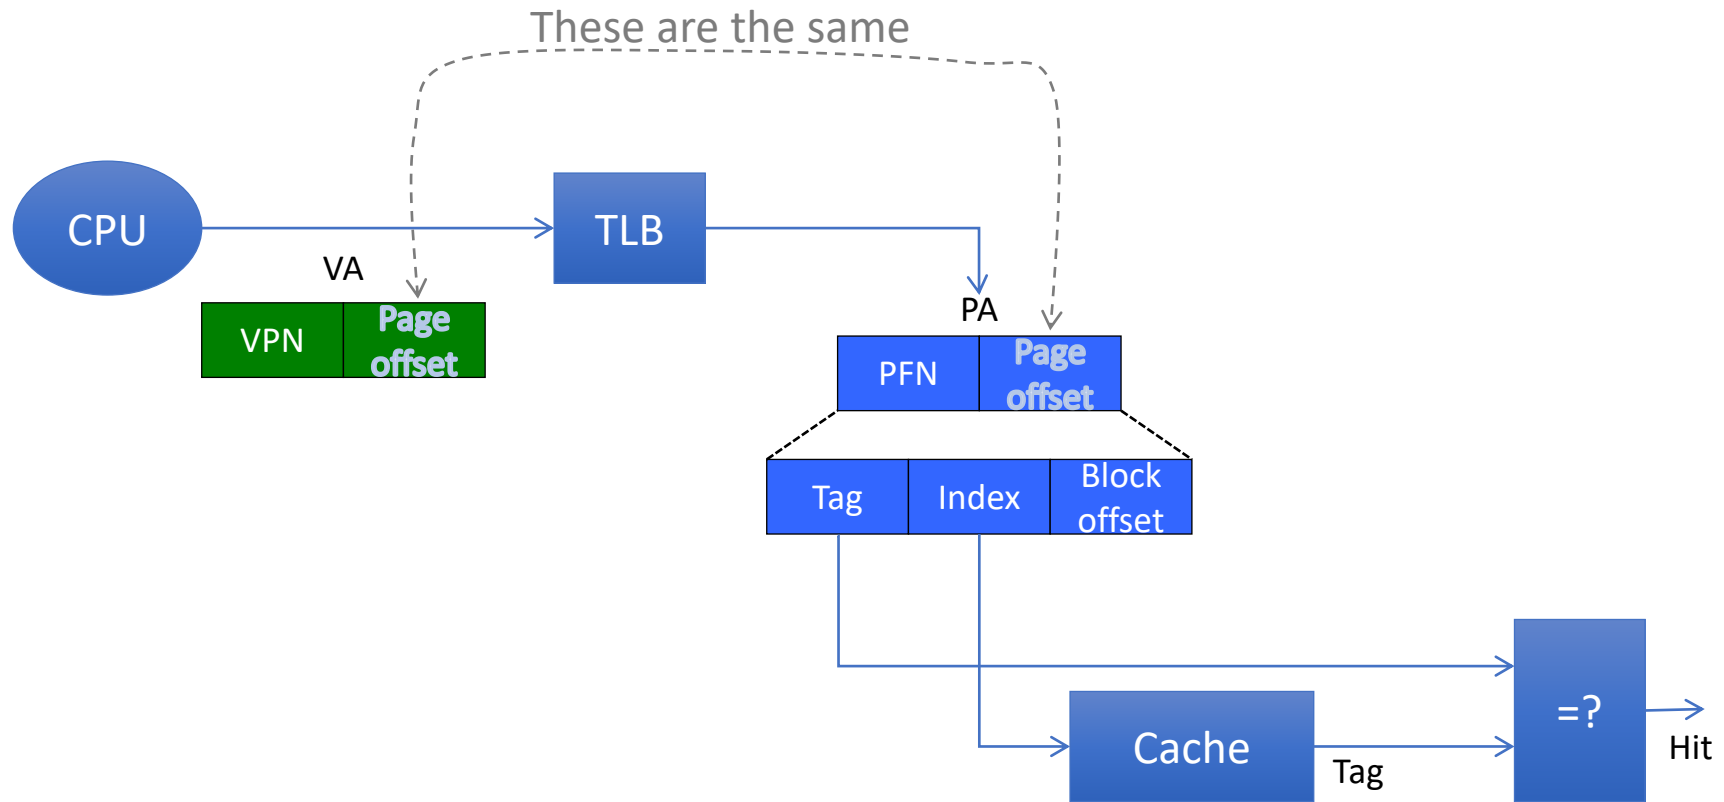 These are the same
CPU
TLB
VA
VPN
Page
offset
PA
PFN
Page
offset
Tag
Index
Block
offset
Cache
Tag
=?
Hit